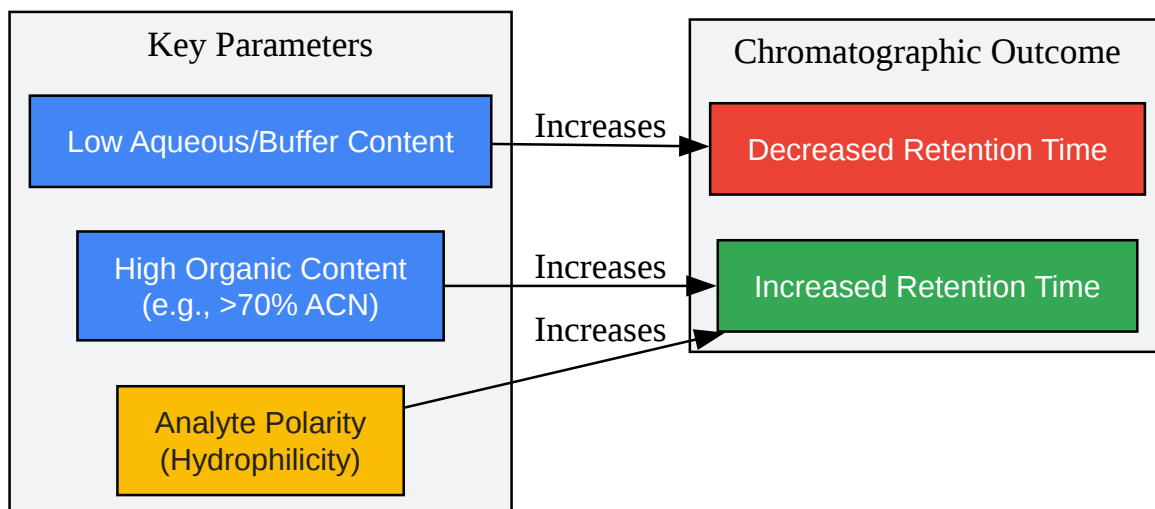 Key Parameters
Chromatographic Outcome
Low Aqueous/Buffer Content
Increases
Decreased Retention Time
High Organic Content
(e.g., >70% ACN)
Increases
Increased Retention Time
Increases
Analyte Polarity
(Hydrophilicity)